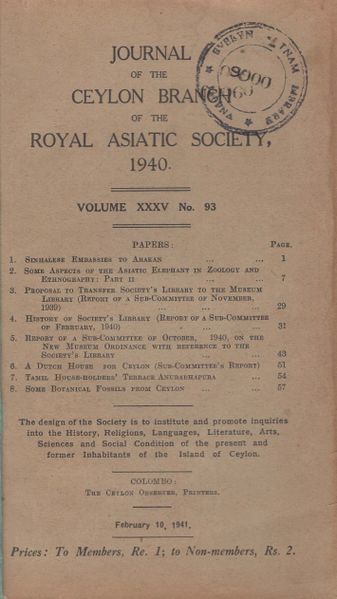 JOURNAL
OF THE
CEYLON BRANCH
OF THE
ROYAL ASIATIC SOCIETY,
1940.
VOLUME XXXV No. 93
PAPERS: PAGE.
1. SINHALESE EMBASSIES TO ARAKAN ... ... 1
2. SOME ASPECTS OF THE ASIATIC ELEPHANT IN ZOOLOGY AND
ETHNOGRAPHY: PART II ... ... 7
3. PROPOSAL TO TRANSFER SOCIETY'S LIBRARY TO THE MUSEUM
LIBRARY (REPORT OF A SUB-COMMITTEE OF NOVEMBER,
1939) ... ... 29
4. HISTORY OF SOCIETY'S LIBRARY (REPORT OF A SUB-COMMITTEE
OF FEBRUARY, 1940) ... ... 31
5. REPORT OF A SUB-COMMITTEE OF OCTOBER, 1940, ON THE
NEW MUSEUM ORDINANCE WITH REFERENCE TO THE
SOCIETY'S LIBRARY ... ... 43
6. A DUTCH HOUSE FOR CEYLON (SUB-COMMITTEE'S REPORT) 51
7. TAMIL HOUSE-HOLDERS' TERRACE ANURADHAPURA ... 54
8. SOME BOTANICAL FOSSILS FROM CEYLON ... ... 57
The design of the Society is to institute and promote inquiries
into the History, Religions, Languages, Literature, Arts,
Sciences and Social Condition of the present and
former Inhabitants of the Island of Ceylon.
COLOMBO:
THE CEYLON OBSERVER, PRINTERS.
February 10, 1941.
Prices: To Members, Re. 1; to Non-members, Rs. 2.
EVELYN LIBRARY